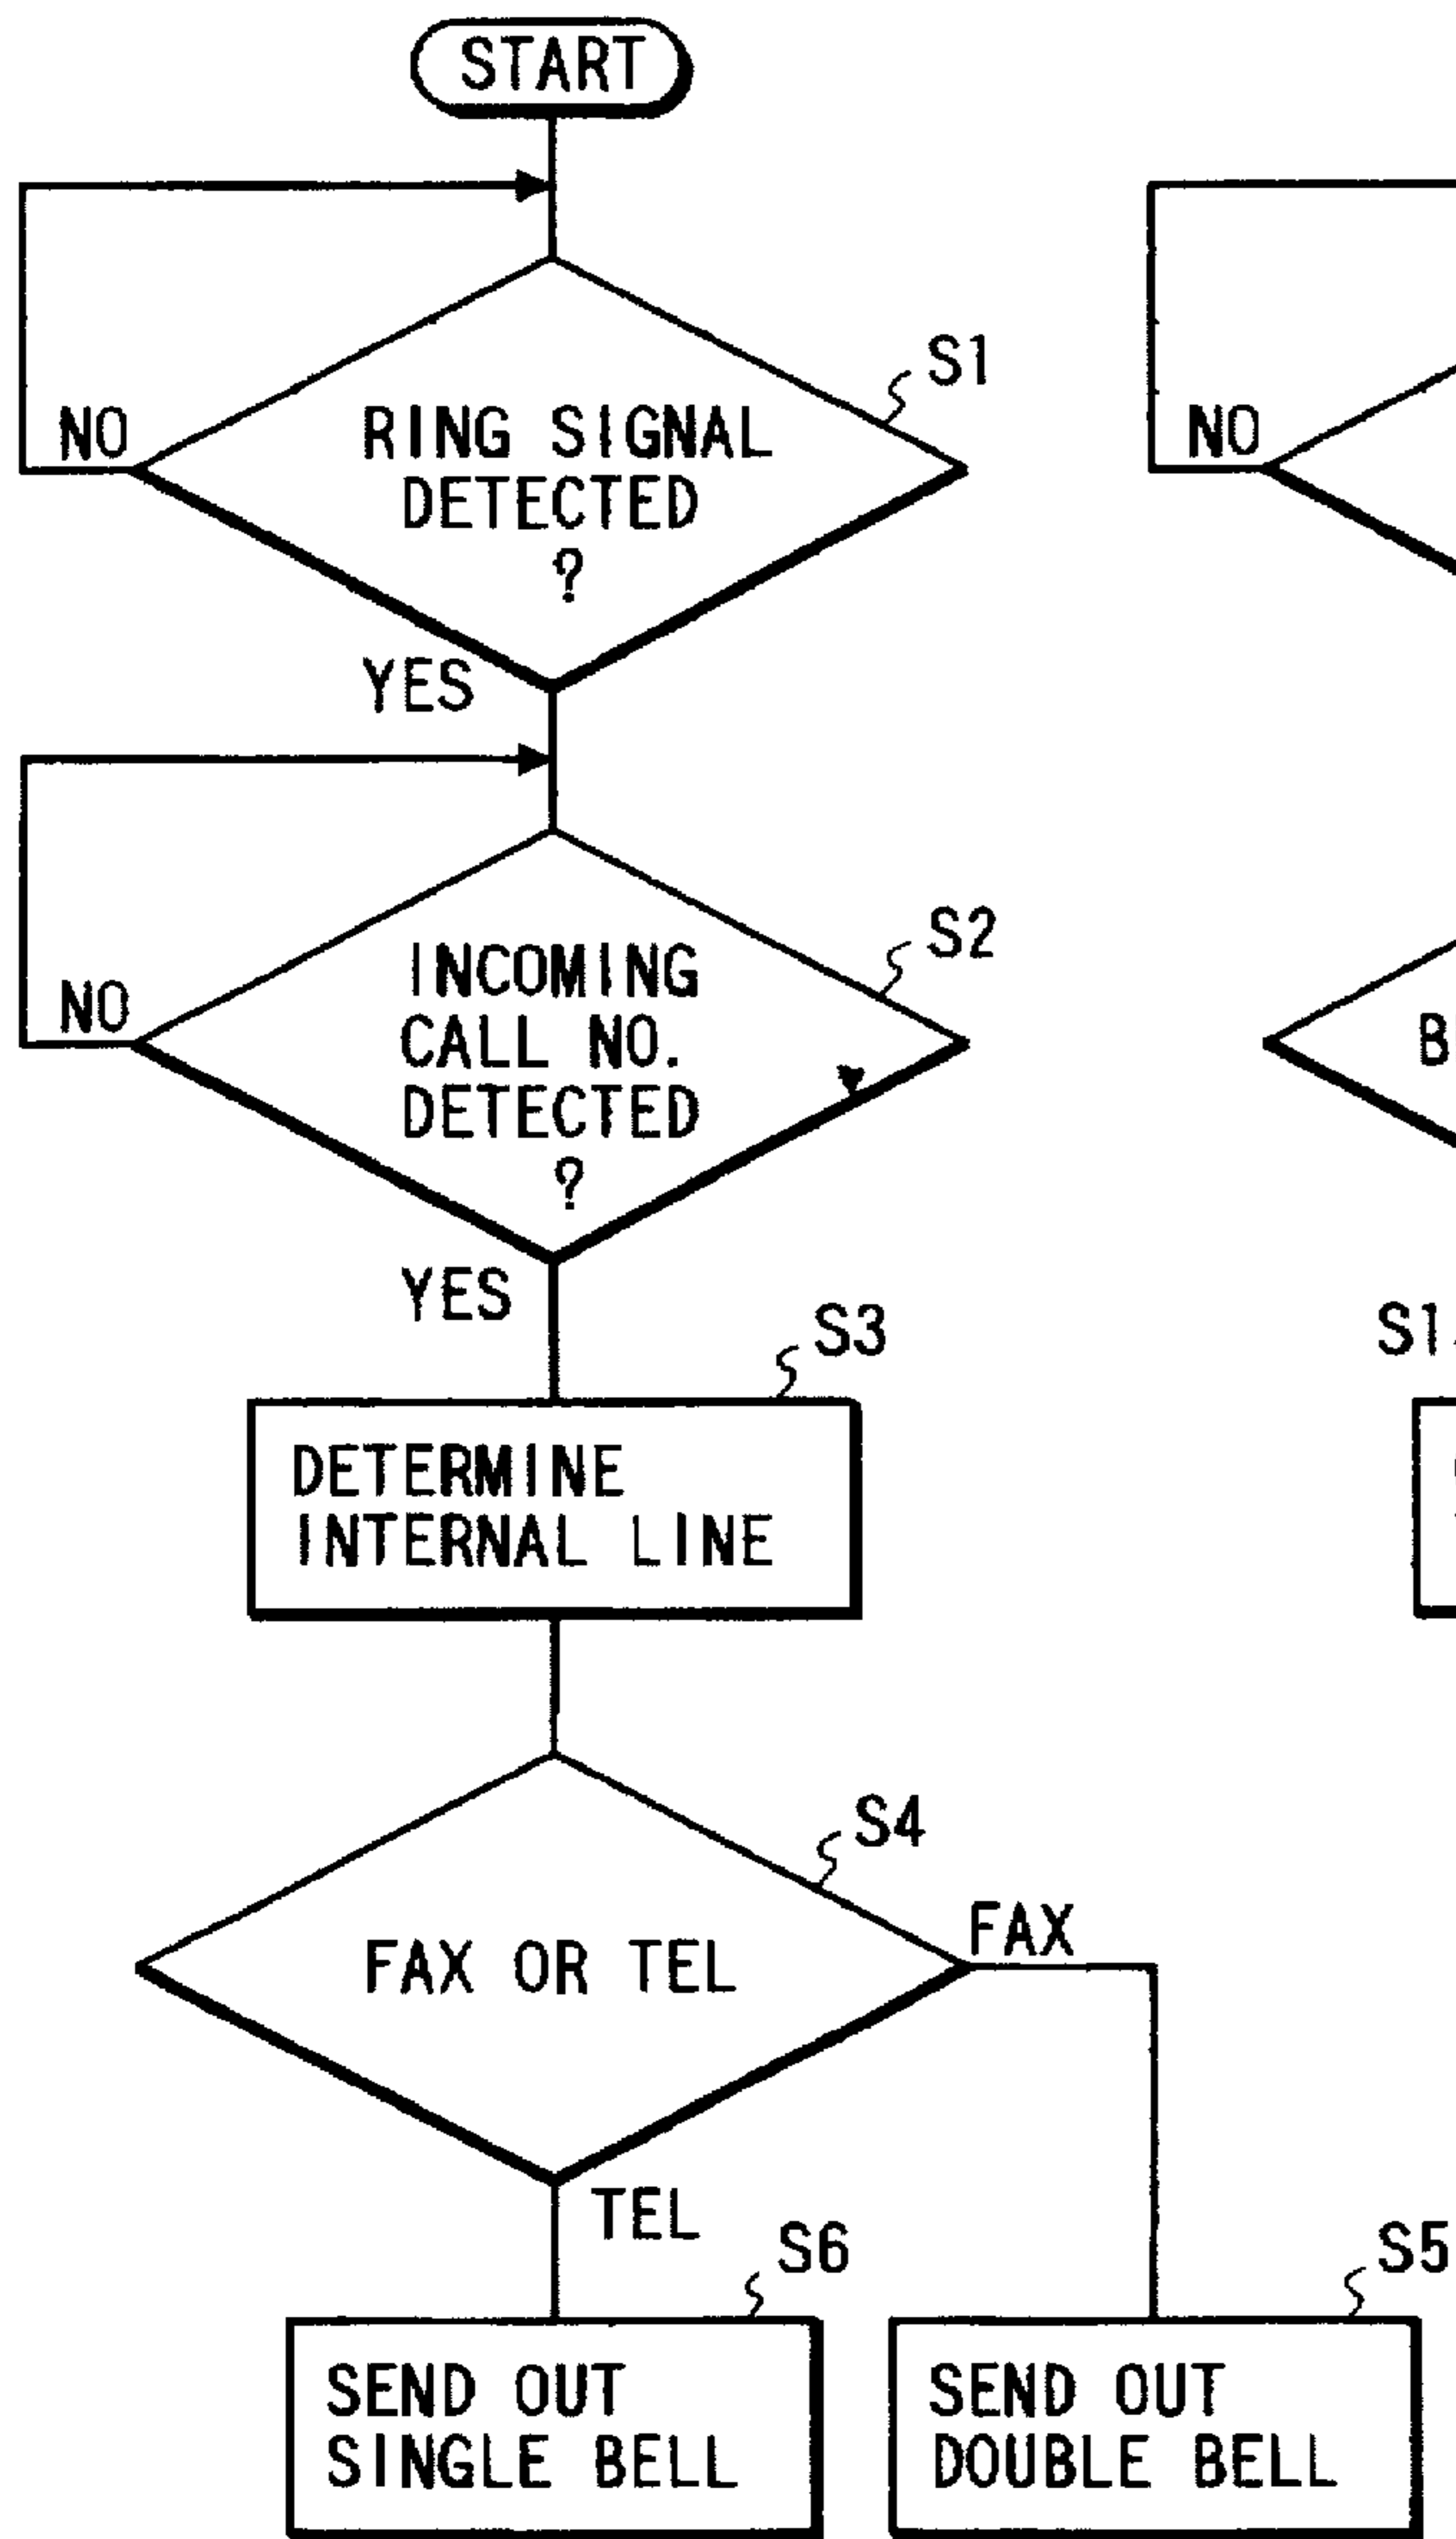 START
S1
NO
RING SIGNAL
DETECTED
?
YES
S2
NO
INCOMING
CALL NO.
DETECTED
?
YES
S3
DETERMINE
INTERNAL LINE
S4
FAX OR TEL
FAX
TEL
S6
SEND OUT
SINGLE BELL
S5
SEND OUT
DOUBLE BELL
NO
B